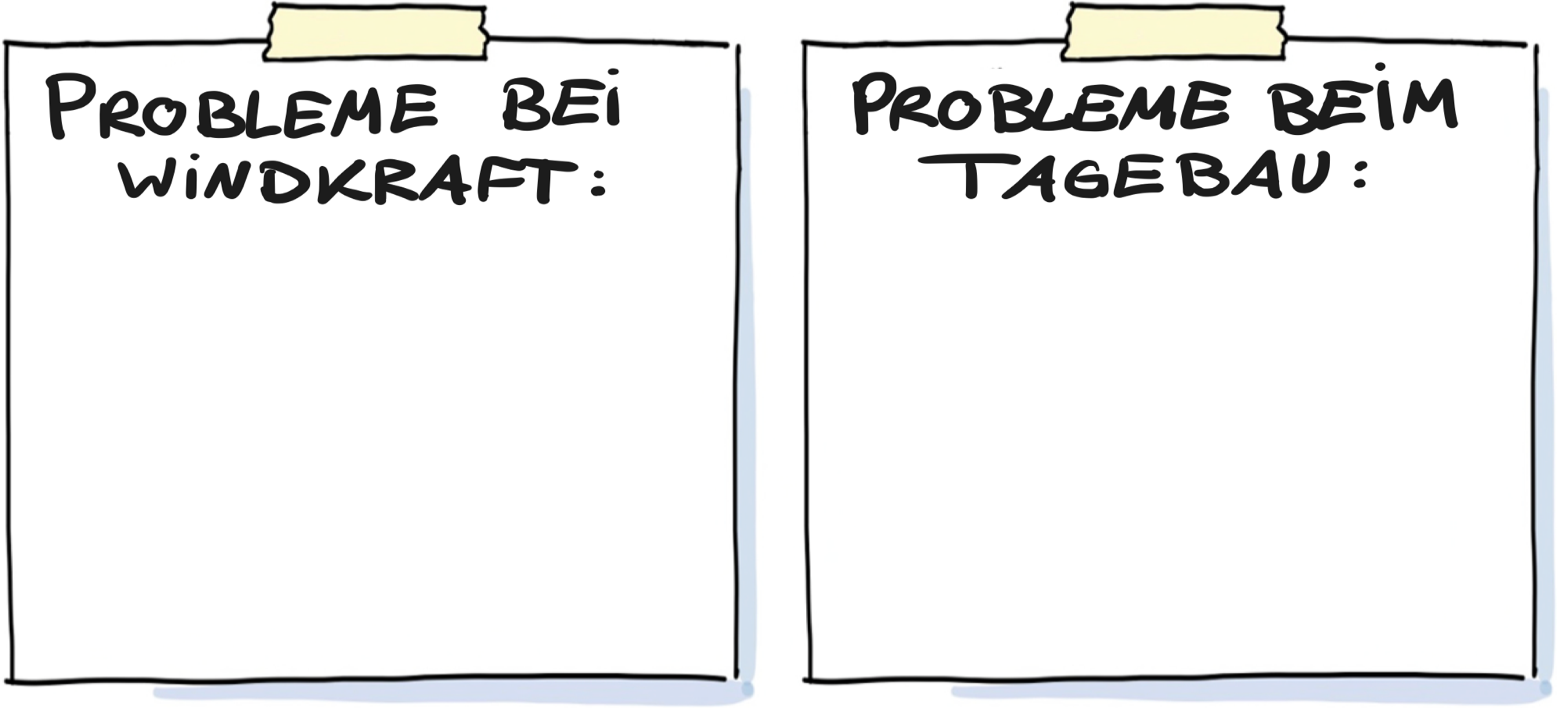 PROBLEME BEI
WINDKRAFT:
PROBLEME BEIM
TAGEBAU: